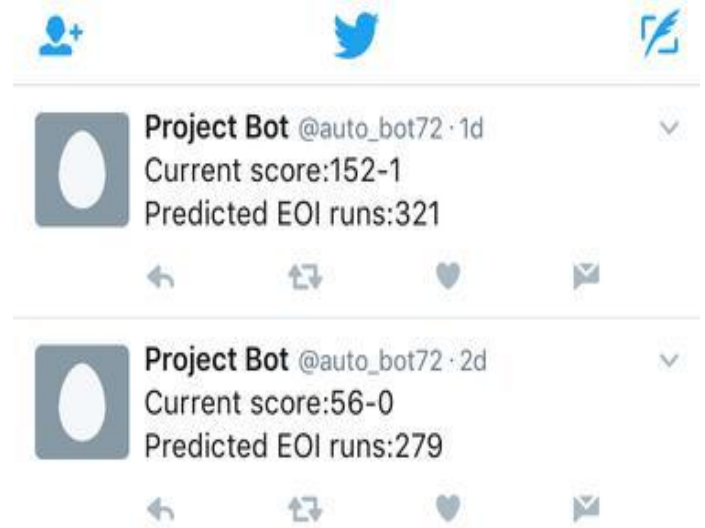 Project Bot @auto_bot72 · 1d
Current score:152-1
Predicted EOI runs:321
Project Bot @auto_bot72 · 2d
Current score:56-0
Predicted EOI runs:279